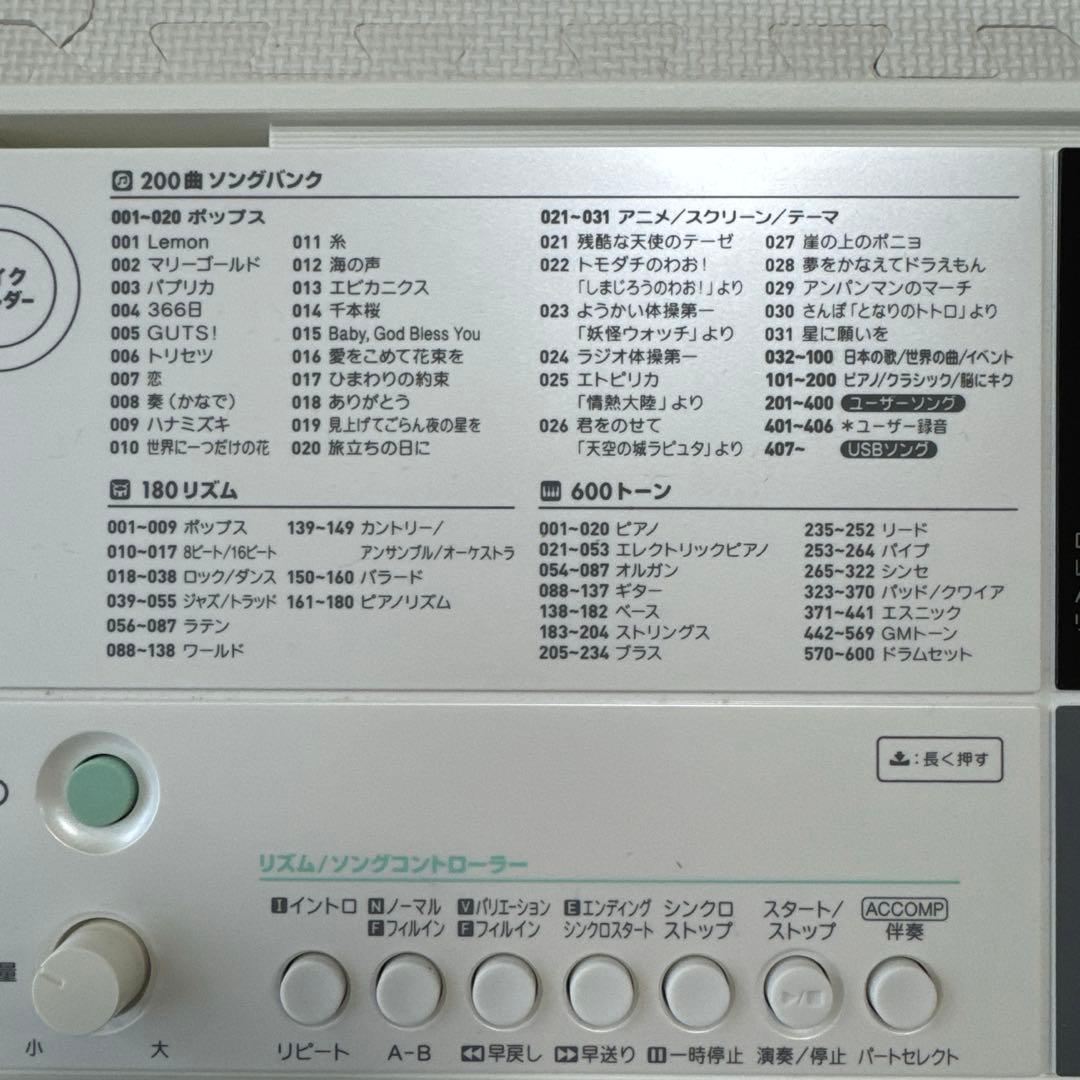 200曲ソングバンク
001~020 ポップス
001 Lemon
002 マリーゴールド
003 パプリカ
004 366日
005 GUTS!
006 トリセツ
007 恋
008 奏（かなで）
009 ハナミズキ
010 世界に一つだけの花
011 糸
012 海の声
013 エビカニクス
014 千本桜
015 Baby, God Bless You
016 愛をこめて花束を
017 ひまわりの約束
018 ありがとう
019 見上げてごらん夜の星を
020 旅立ちの日に
021~031 アニメ/スクリーン/テーマ
021 残酷な天使のテーゼ
022 トモダチのわお!
「しまじろうのわお!」より
023 ようかい体操第一
「妖怪ウォッチ」より
024 ラジオ体操第一
025 エトピリカ
「情熱大陸」より
026 君をのせて
「天空の城ラピュタ」より
027 崖の上のポニョ
028 夢をかなえてドラえもん
029 アンパンマンのマーチ
030 さんぽ「となりのトトロ」より
031 星に願いを
032~100 日本の歌/世界の曲/イベント
101~200 ピアノ/クラシック/脳にキク
201~400 ユーザーソング
401~406 *ユーザー録音
407~ USBソング
180リズム
001~009 ポップス
010~017 8ビート/16ビート
018~038 ロック/ダンス
039~055 ジャズ/トラッド
056~087 ラテン
088~138 ワールド
139~149 カントリー/
アンサンブル/オーケストラ
150~160 バラード
161~180 ピアノリズム
600トーン
001~020 ピアノ
021~053 エレクトリックピアノ
054~087 オルガン
088~137 ギター
138~182 ベース
183~204 ストリングス
205~234 ブラス
235~252 リード
253~264 パイプ
265~322 シンセ
323~370 パッド/クワイア
371~441 エスニック
442~569 GMトーン
570~600 ドラムセット
イク
ダー
:長く押す
リズム/ソングコントローラー
I イントロ
N ノーマル
F フィルイン
V バリエーション
F フィルイン
E エンディング
シンクロスタート
シンクロ
ストップ
スタート/
ストップ
ACCOMP
伴奏
量
小
大
リピート
A-B
早戻し
早送り
一時停止
演奏/停止
パートセレクト